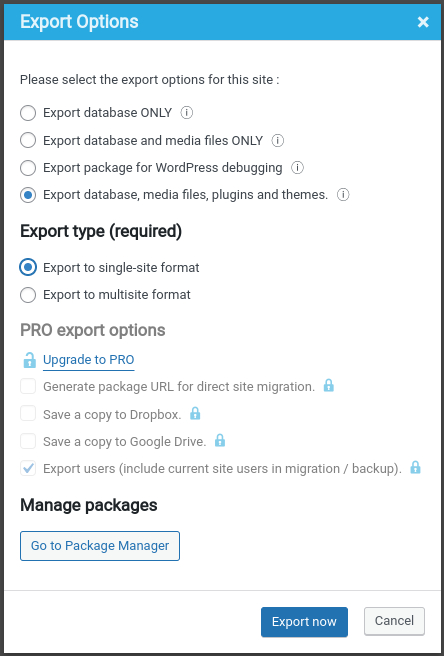 Export Options
Please select the export options for this site :
Export database ONLY
Export database and media files ONLY
Export package for WordPress debugging
Export database, media files, plugins and themes.
Export type (required)
Export to single-site format
Export to multisite format
PRO export options
Upgrade to PRO
Generate package URL for direct site migration.
Save a copy to Dropbox.
Save a copy to Google Drive.
Export users (include current site users in migration / backup).
Manage packages
Go to Package Manager
Export now
Cancel